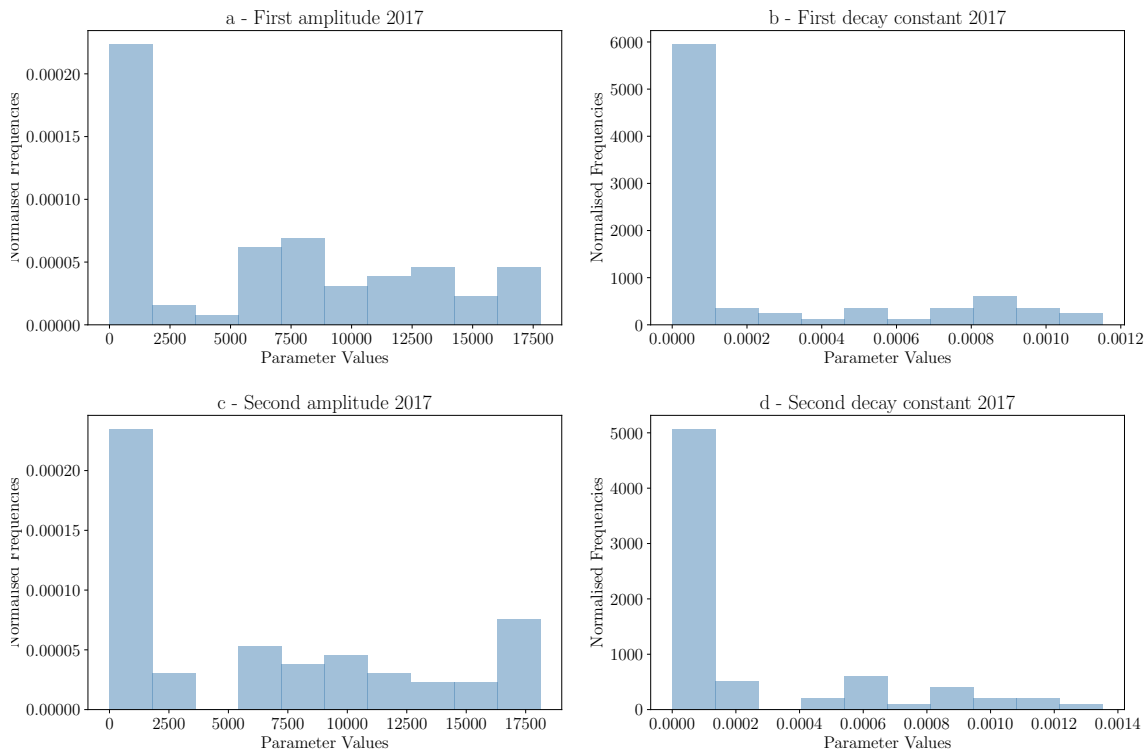 a - First amplitude 2017
0.00020
0.00015
0.00010
0.00005
0.00000
Normalised Frequencies
0 2500 5000 7500 10000 12500 15000 17500
Parameter Values
b - First decay constant 2017
6000
5000
4000
3000
2000
1000
0
Normalised Frequencies
0.0000 0.0002 0.0004 0.0006 0.0008 0.0010 0.0012
Parameter Values
c - Second amplitude 2017
0.00020
0.00015
0.00010
0.00005
0.00000
Normalised Frequencies
0 2500 5000 7500 10000 12500 15000 17500
Parameter Values
d - Second decay constant 2017
5000
4000
3000
2000
1000
0
Normalised Frequencies
0.0000 0.0002 0.0004 0.0006 0.0008 0.0010 0.0012 0.0014
Parameter Values